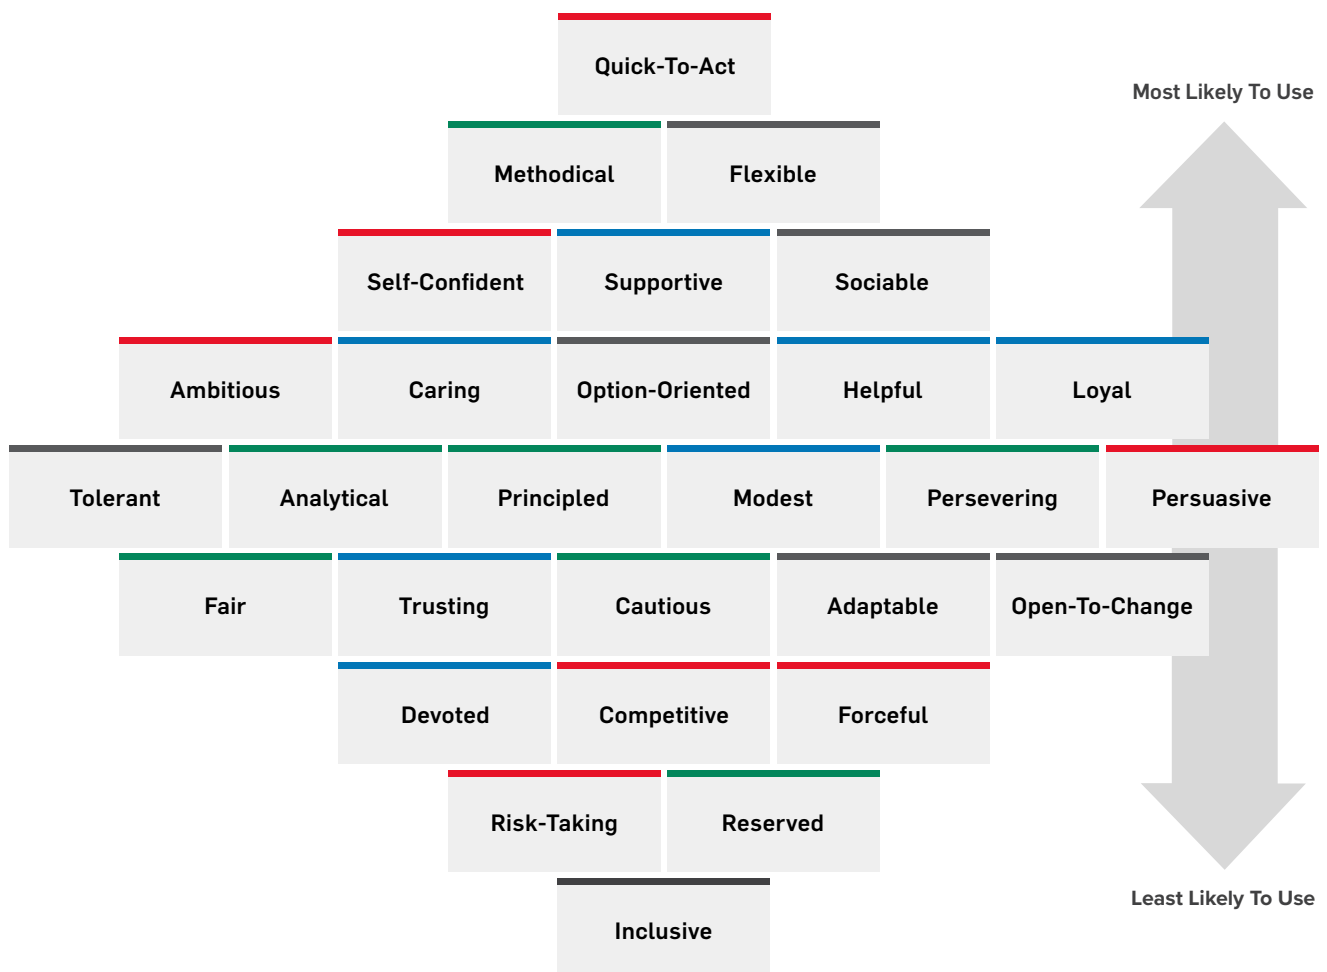 Quick-To-Act
Most Likely To Use
Methodical Flexible
Self-Confident Supportive Sociable
Ambitious Caring Option-Oriented Helpful Loyal
Tolerant Analytical Principled Modest Persevering Persuasive
Fair Trusting Cautious Adaptable Open-To-Change
Devoted Competitive Forceful
Risk-Taking Reserved
Least Likely To Use
Inclusive